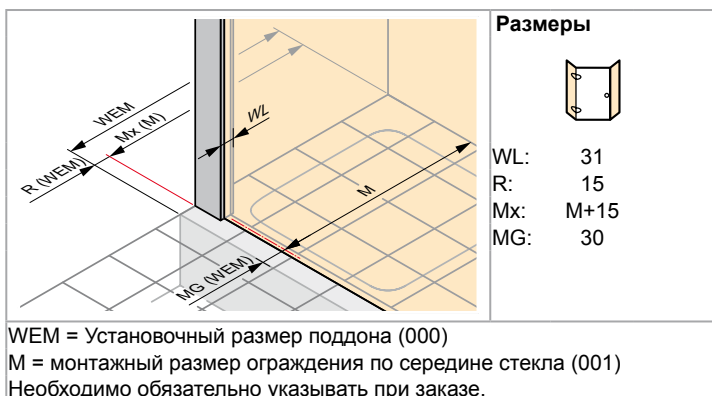 Размеры
WEM
Mx (M)
R (WEM)
WL
M
MG (WEM)
WL: 31
R: 15
Mx: M+15
MG: 30
WEM = Установочный размер поддона (000)
M = монтажный размер ограждения по середине стекла (001)
Необходимо обязательно указывать при заказе.